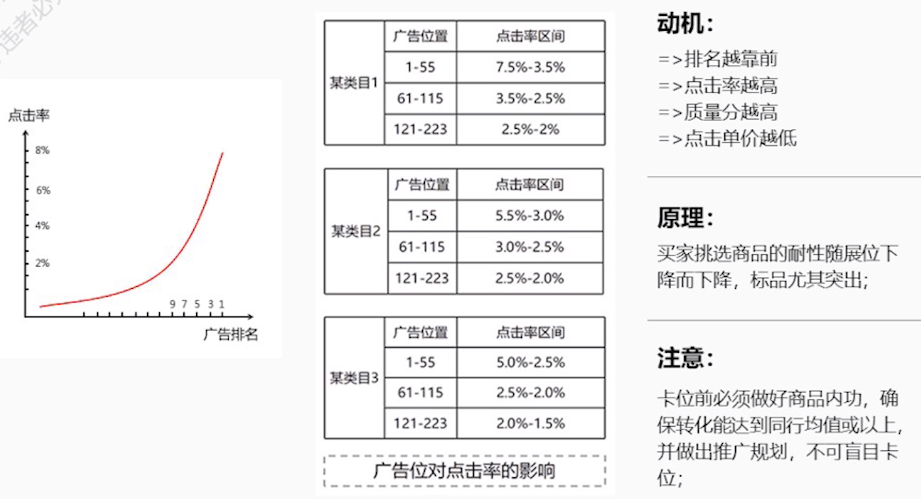 违者必
点击率
8%
6%
4%
2%
9 7 5 3 1
广告排名
某类目1
广告位置 点击率区间
1-55 7.5%-3.5%
61-115 3.5%-2.5%
121-223 2.5%-2%
某类目2
广告位置 点击率区间
1-55 5.5%-3.0%
61-115 3.0%-2.5%
121-223 2.5%-2.0%
某类目3
广告位置 点击率区间
1-55 5.0%-2.5%
61-115 2.5%-2.0%
121-223 2.0%-1.5%
广告位对点击率的影响
动机：
=>排名越靠前
=>点击率越高
=>质量分越高
=>点击单价越低
原理：
买家挑选商品的耐性随展位下
降而下降，标品尤其突出；
注意：
卡位前必须做好商品内功，确
保转化能达到同行均值或以上，
并做出推广规划，不可盲目卡
位；